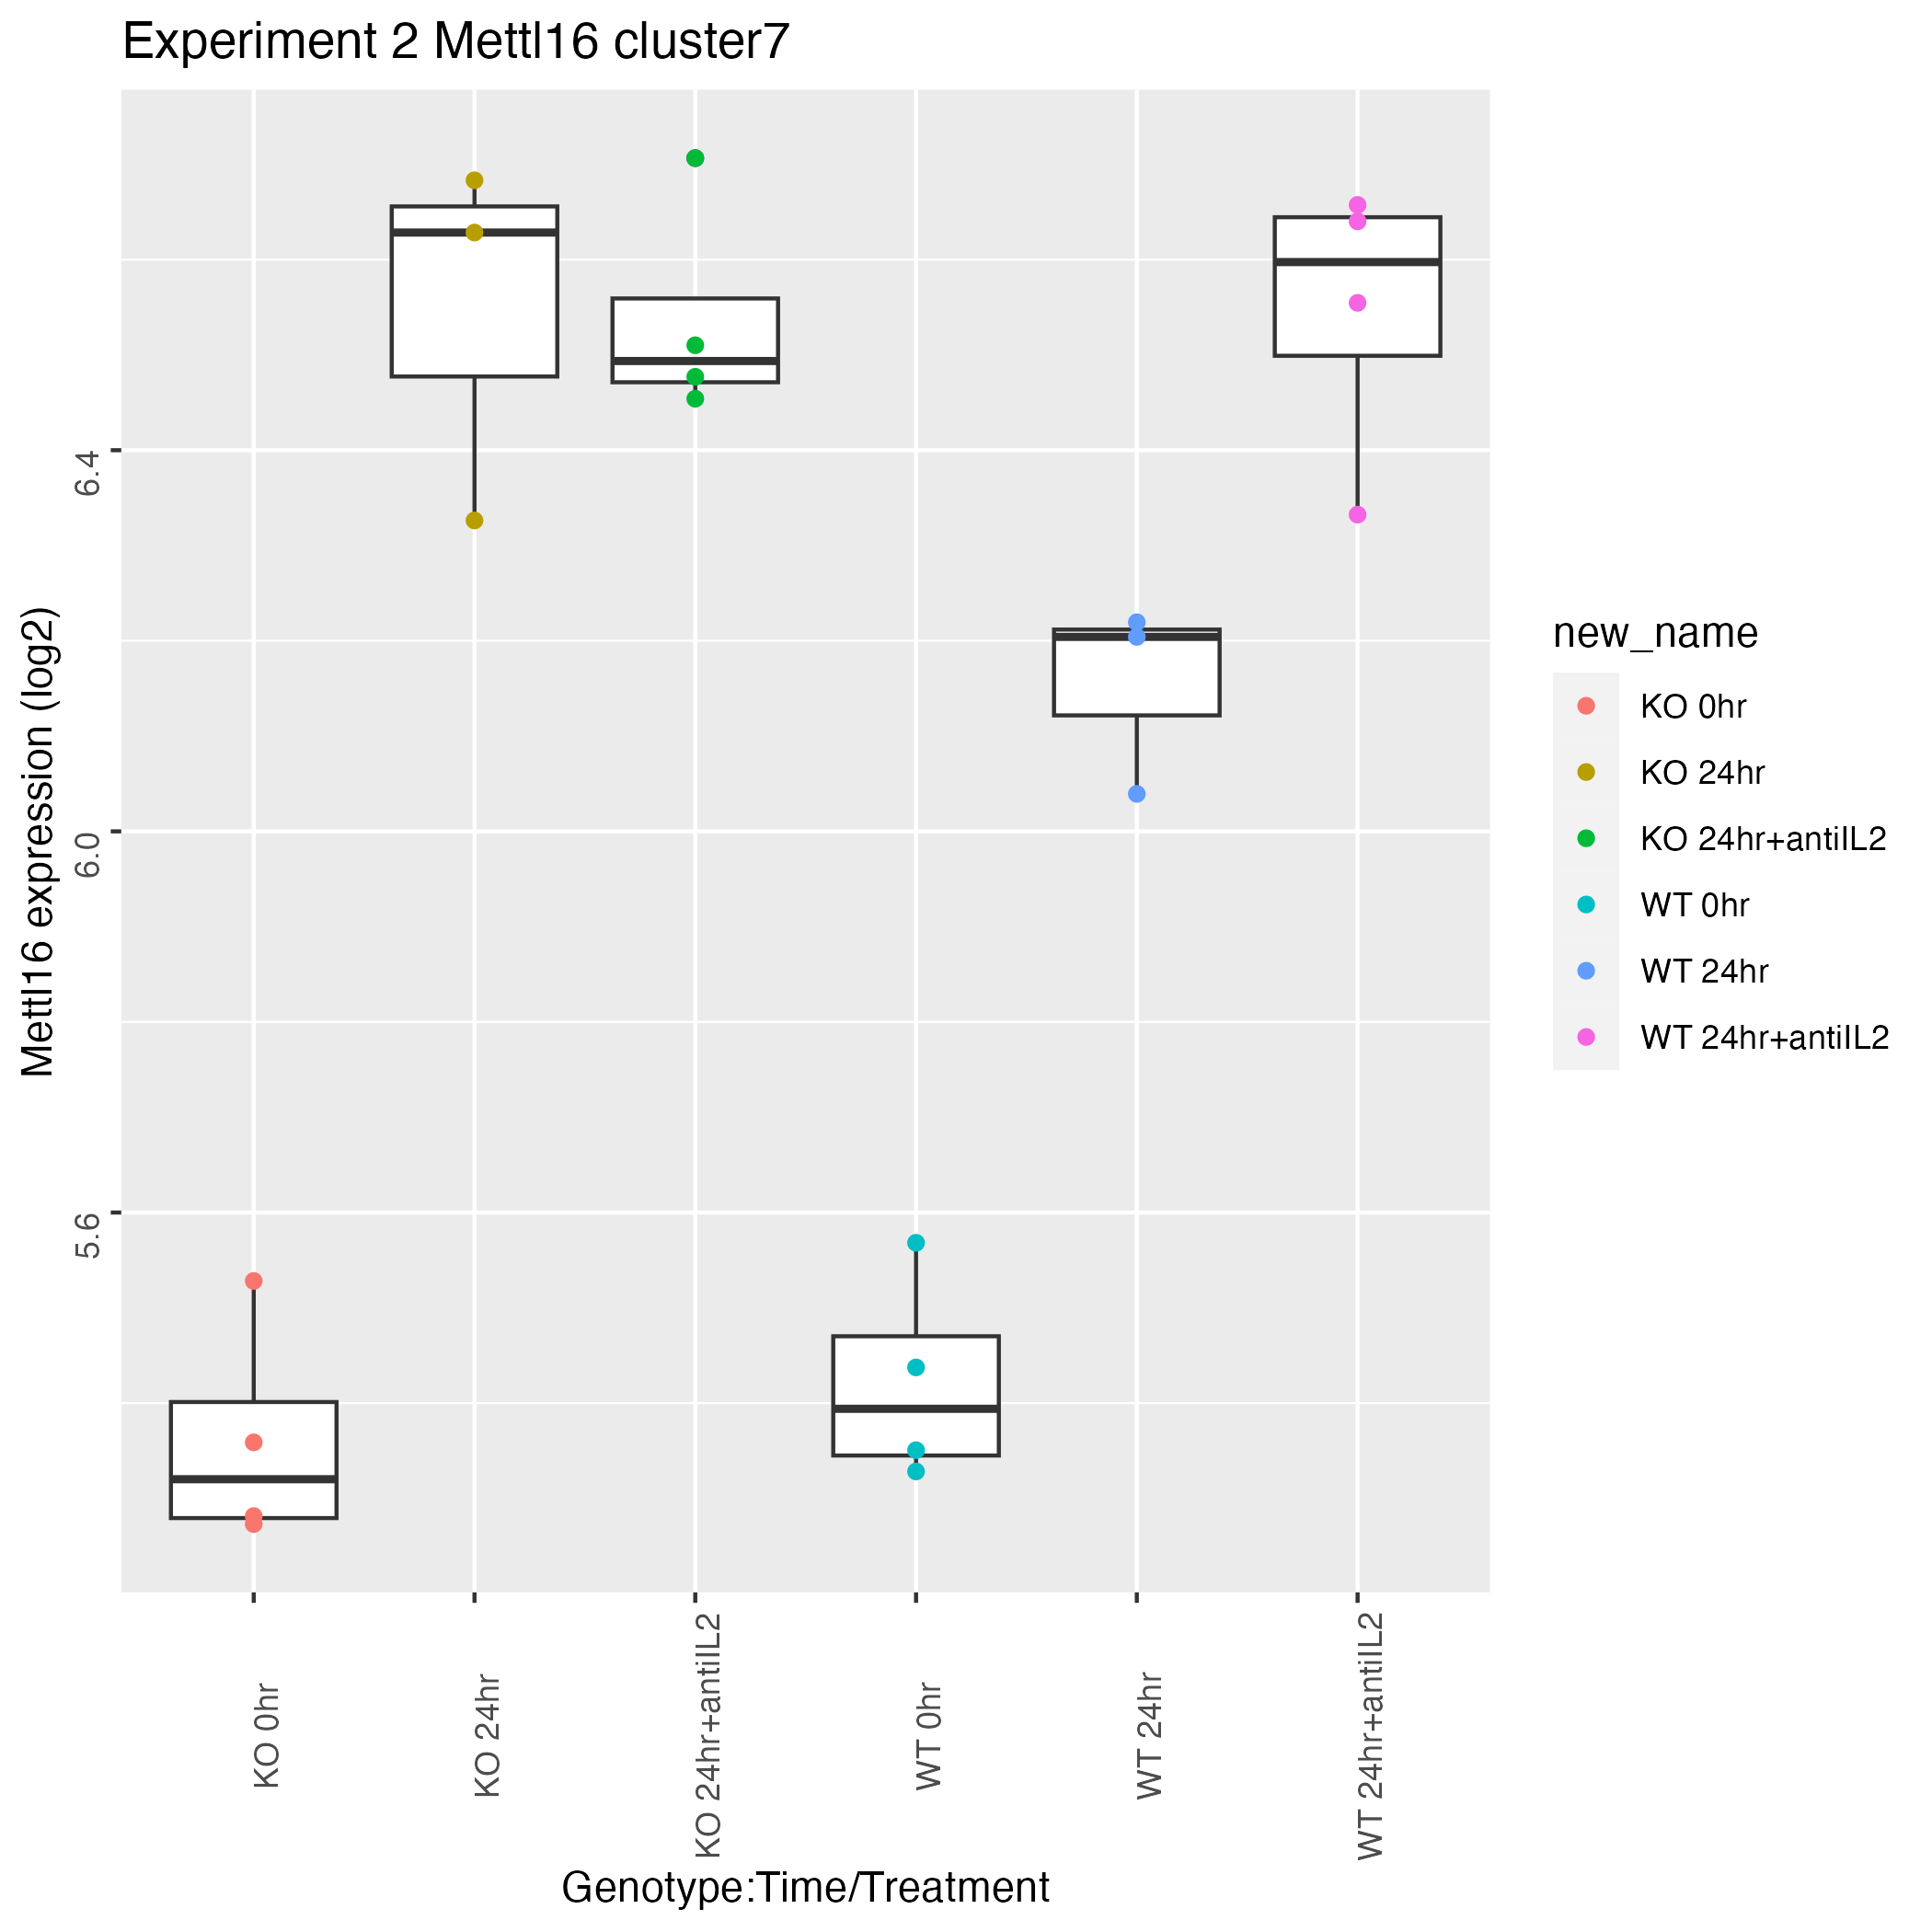 Experiment 2 Mettl16 cluster7
Mettl16 expression (log2)
6.4
6.0
5.6
KO 0hr
KO 24hr
KO 24hr+antiIL2
WT 0hr
WT 24hr
WT 24hr+antiIL2
Genotype:Time/Treatment
new_name
KO 0hr
KO 24hr
KO 24hr+antiIL2
WT 0hr
WT 24hr
WT 24hr+antiIL2